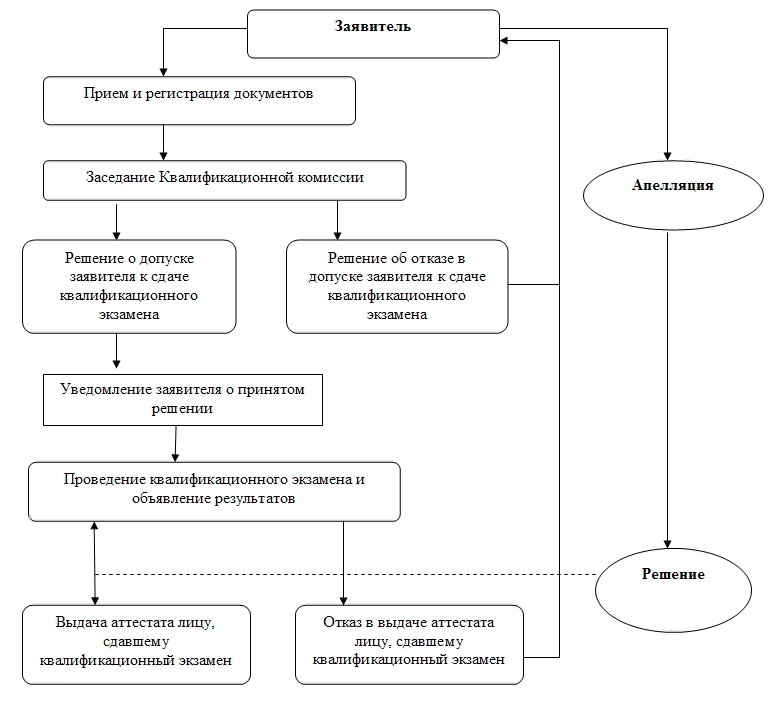 Заявитель
Прием и регистрация документов
Заседание Квалификационной комиссии
Апелляция
Решение о допуске
заявителя к сдаче
квалификационного
экзамена
Решение об отказе в
допуске заявителя к сдаче
квалификационного
экзамена
Уведомление заявителя о принятом
решении
Проведение квалификационного экзамена и
объявление результатов
Решение
Выдача аттестата лицу,
сдавшему
квалификационный экзамен
Отказ в выдаче аттестата
лицу, сдавшему
квалификационный экзамен